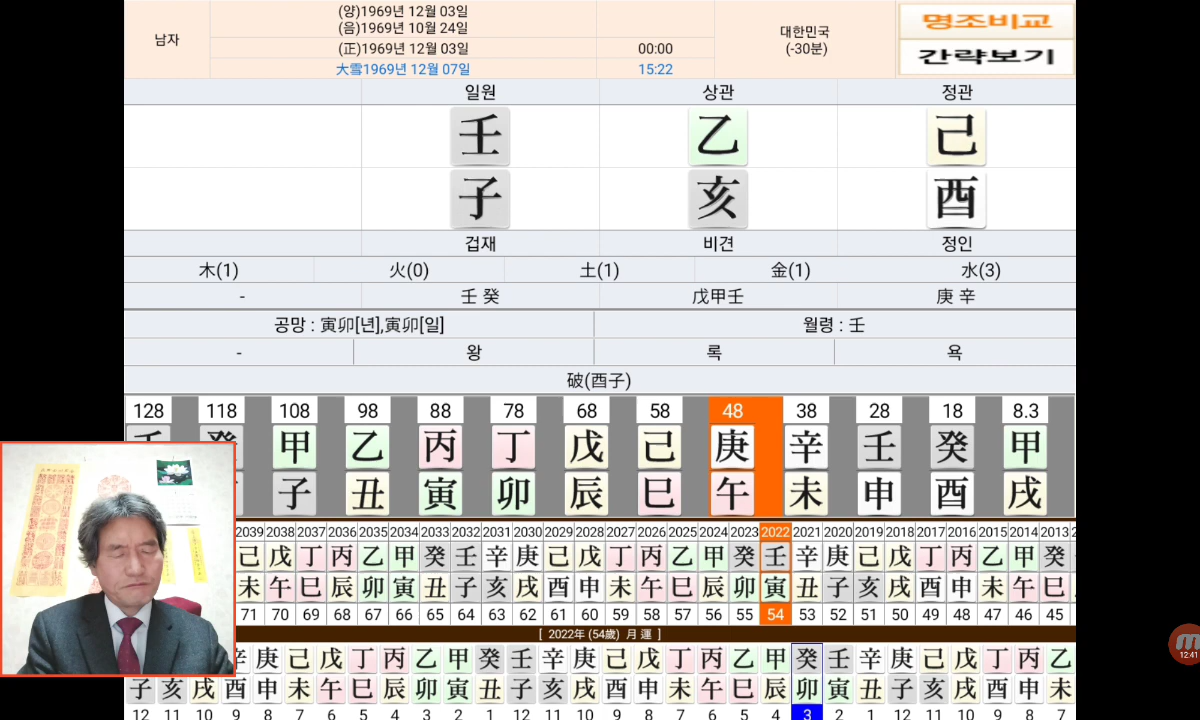 남자
(양)1969년 12월 03일
(음)1969년 10월 24일
(正)1969년 12월 03일 00:00
大雪1969년 12월 07일 15:22
대한민국
(-30분)
명조비교
간략보기
일원 상관 정관
壬 乙 己
子 亥 酉
겁재 비견 정인
木(1) 火(0) 土(1) 金(1) 水(3)
- 壬 癸 戊甲壬 庚 辛
공망 : 寅卯[년],寅卯[일] 월령 : 壬
- 왕 록 욕
破(酉子)
128 118 108 98 88 78 68 58 48 38 28 18 8.3
壬 癸 甲 乙 丙 丁 戊 己 庚 辛 壬 癸 甲
子 丑 寅 卯 辰 巳 午 未 申 酉 戌
2039 2038 2037 2036 2035 2034 2033 2032 2031 2030 2029 2028 2027 2026 2025 2024 2023 2022 2021 2020 2019 2018 2017 2016 2015 2014 2013
己 戊 丁 丙 乙 甲 癸 壬 辛 庚 己 戊 丁 丙 乙 甲 癸 壬 辛 庚 己 戊 丁 丙 乙 甲 癸
未 午 巳 辰 卯 寅 丑 子 亥 戌 酉 申 未 午 巳 辰 卯 寅 丑 子 亥 戌 酉 申 未 午 巳
71 70 69 68 67 66 65 64 63 62 61 60 59 58 57 56 55 54 53 52 51 50 49 48 47 46 45
[ 2022年 (54歲) 月 運 ]
辛 庚 己 戊 丁 丙 乙 甲 癸 壬 辛 庚 己 戊 丁 丙 乙 甲 癸 壬 辛 庚 己 戊 丁 丙 乙
子 亥 戌 酉 申 未 午 巳 辰 卯 寅 丑 子 亥 戌 酉 申 未 午 巳 辰 卯 寅 丑 子 亥 戌 酉 申 未
12 11 10 9 8 7 6 5 4 3 2 1 12 11 10 9 8 7 6 5 4 3 2 1 12 11 10 9 8 7
12:41